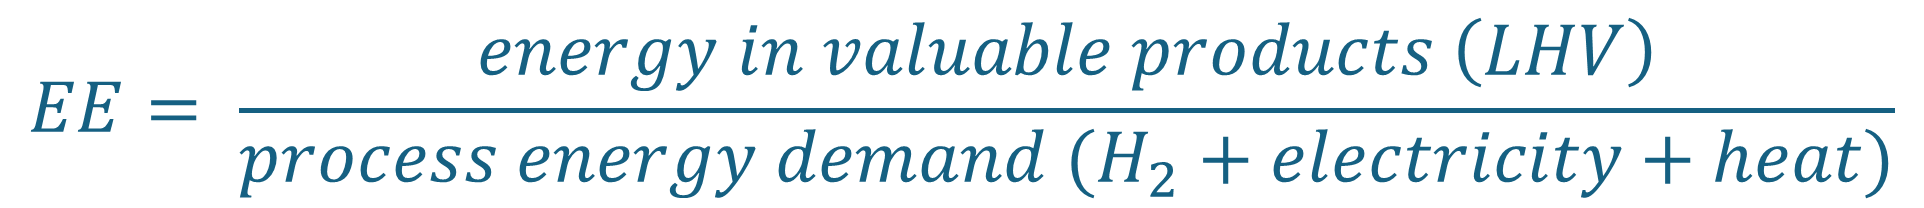 energy in valuable products (LHV)
EE =
process energy demand (H₂ + electricity + heat)